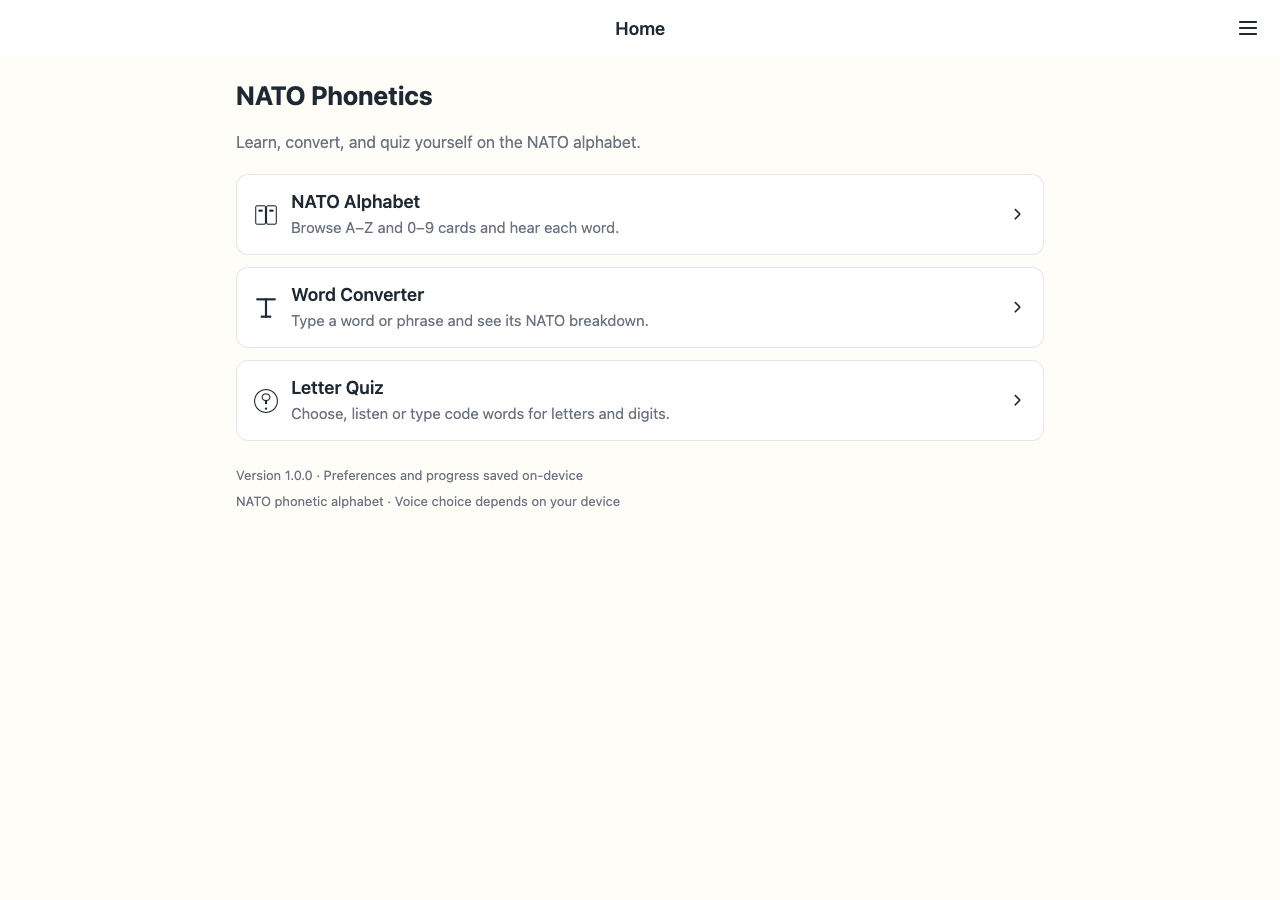 Home
NATO Phonetics
Learn, convert, and quiz yourself on the NATO alphabet.
NATO Alphabet
Browse A–Z and 0–9 cards and hear each word.
Word Converter
Type a word or phrase and see its NATO breakdown.
Letter Quiz
Choose, listen or type code words for letters and digits.
Version 1.0.0 · Preferences and progress saved on-device
NATO phonetic alphabet · Voice choice depends on your device